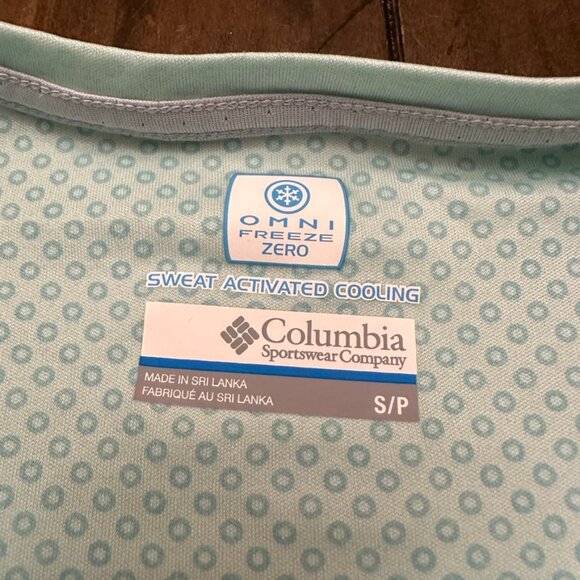 OMNI
FREEZE
ZERO
SWEAT ACTIVATED COOLING
Columbia
Sportswear Company
MADE IN SRI LANKA
FABRIQUÉ AU SRI LANKA
S/P